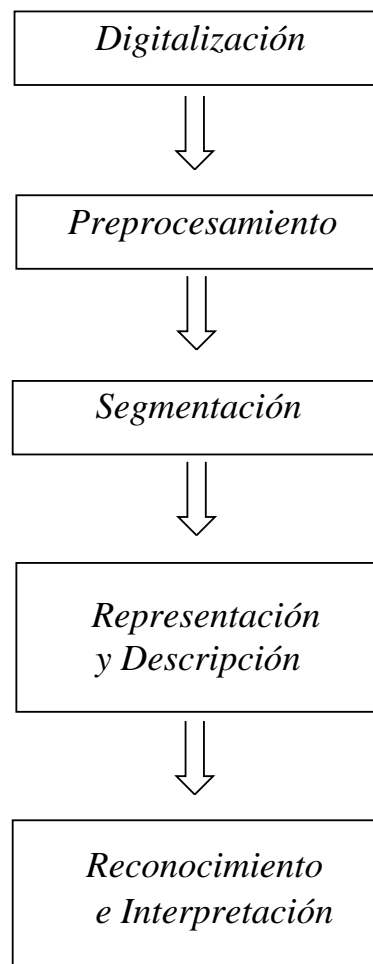 Digitalización
Preprocesamiento
Segmentación
Representación
y Descripción
Reconocimiento
e Interpretación